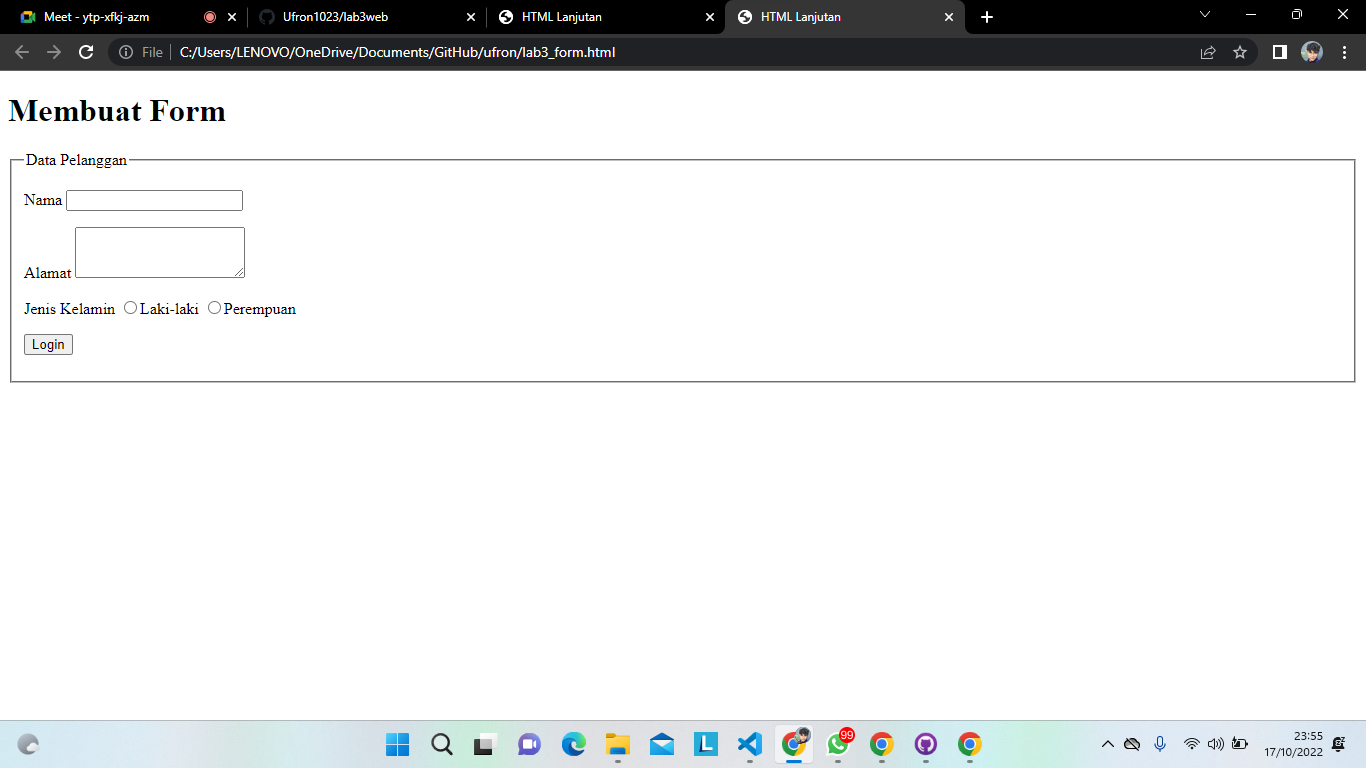 Meet - ytp-xfkj-azm
Ufron1023/lab3web
HTML Lanjutan
HTML Lanjutan
File
C:/Users/LENOVO/OneDrive/Documents/GitHub/ufron/lab3_form.html
Membuat Form
Data Pelanggan
Nama
Alamat
Jenis Kelamin Laki-laki Perempuan
Login
L
99
23:55
17/10/2022